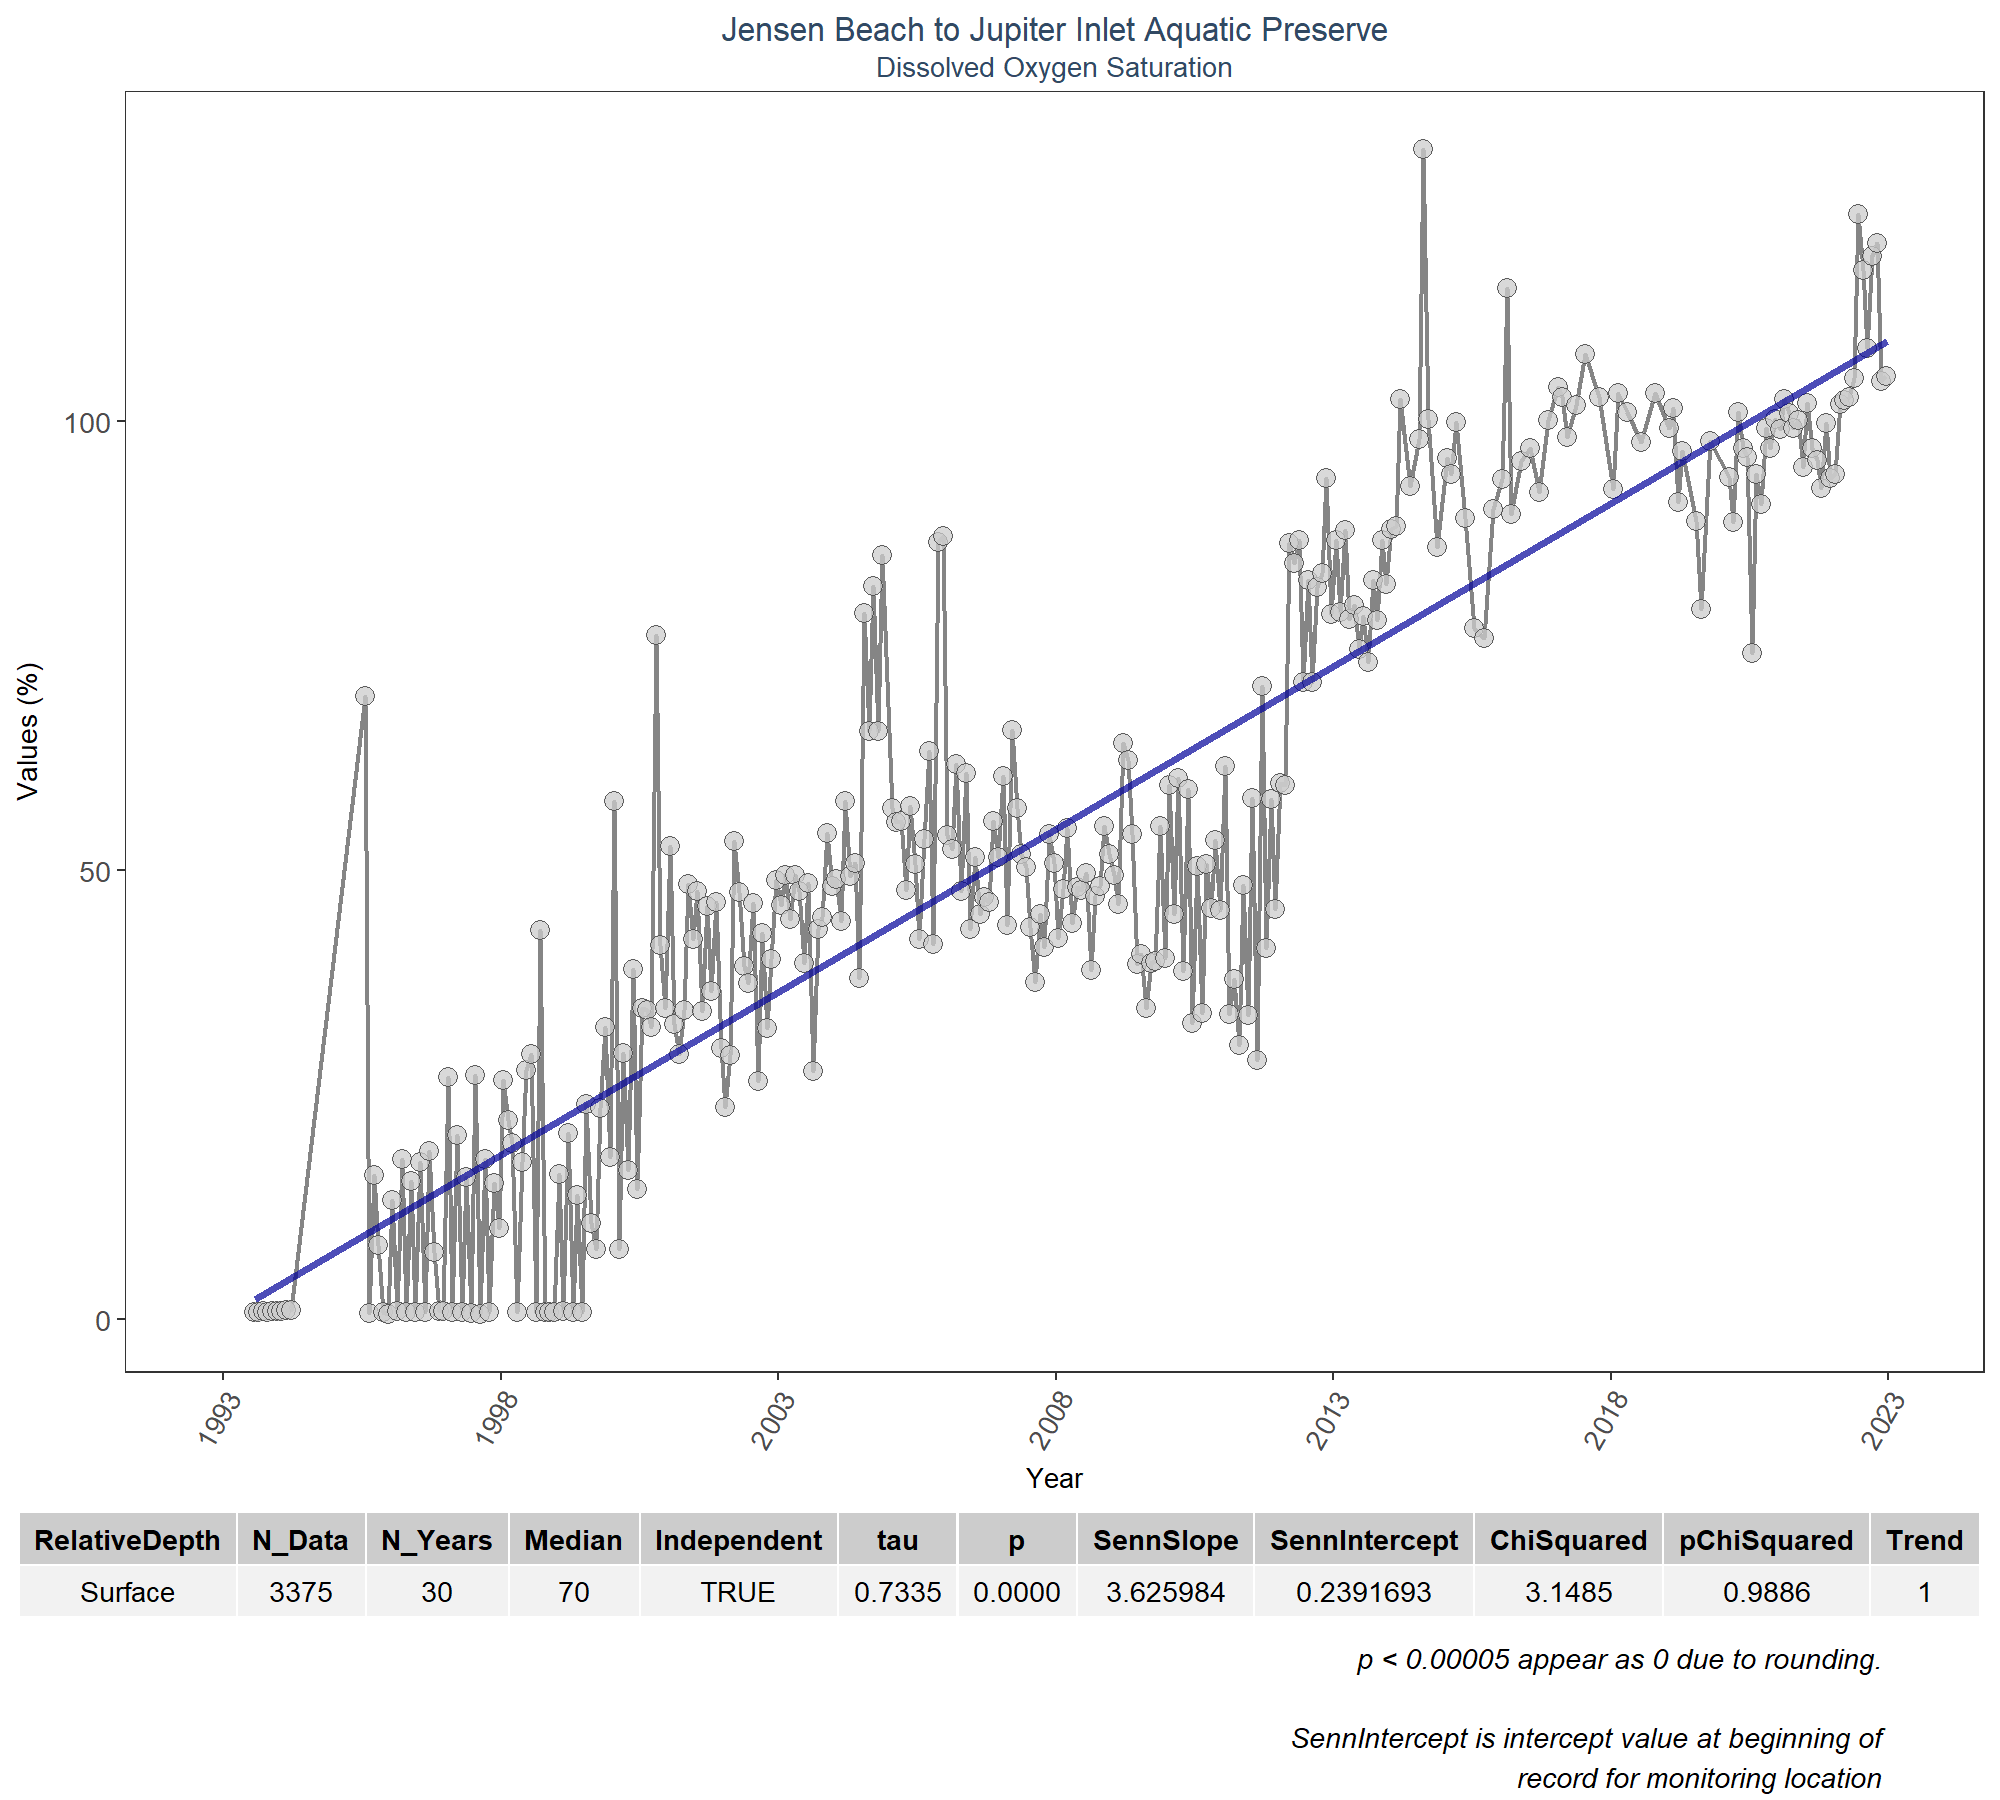 Jensen Beach to Jupiter Inlet Aquatic Preserve
Dissolved Oxygen Saturation
Values (%)
100
50
0
1993 1998 2003 2008 2013 2018 2023
Year
RelativeDepth N_Data N_Years Median Independent tau p SennSlope SennIntercept ChiSquared pChiSquared Trend
Surface 3375 30 70 TRUE 0.7335 0.0000 3.625984 0.2391693 3.1485 0.9886 1
p < 0.00005 appear as 0 due to rounding.
SennIntercept is intercept value at beginning of
record for monitoring location